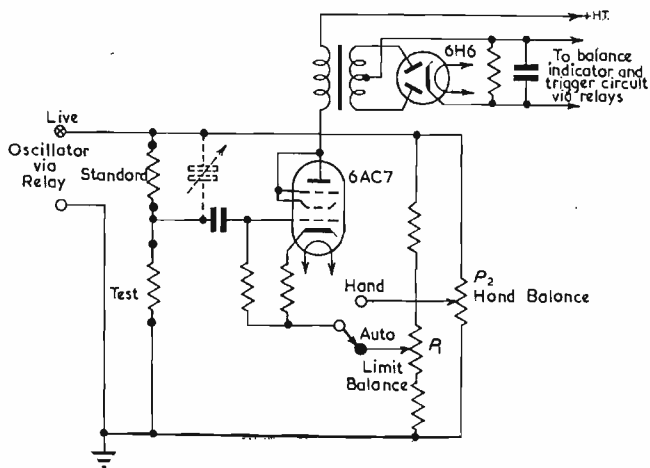 +H.T.
6H6
To balance
indicator and
trigger circuit
via relays
Live
Oscillator
via
Relay
Standard
6AC7
Test
Hand
P2
Hand Balance
Auto
P1
Limit
Balance